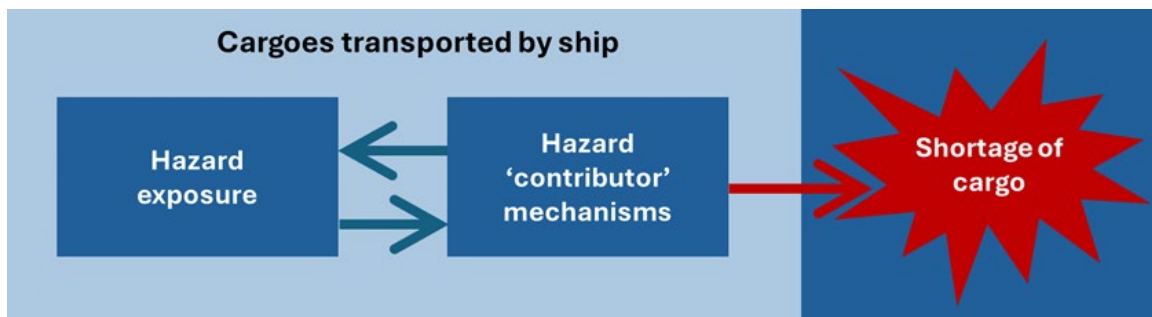 Cargoes transported by ship
Hazard
exposure
Hazard
‘contributor’
mechanisms
Shortage of
cargo